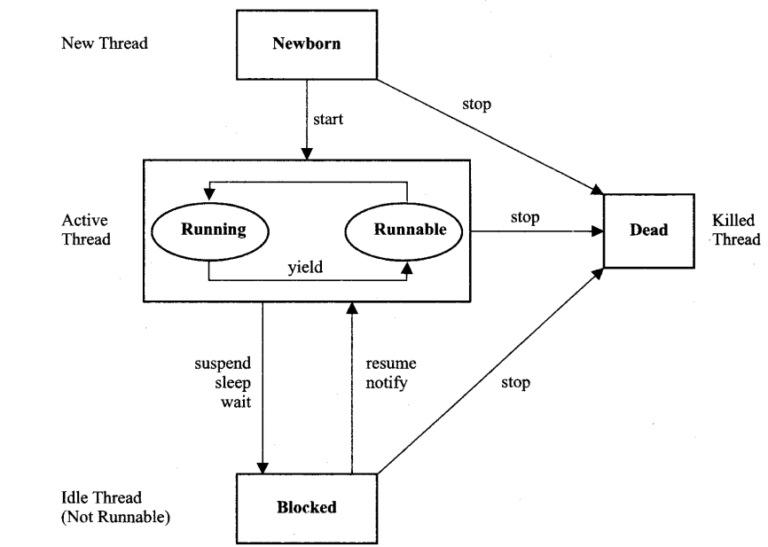 New Thread
Newborn
stop
start
Active
Thread
Running
Runnable
yield
stop
Dead
Killed
Thread
suspend
sleep
wait
resume
notify
stop
Idle Thread
(Not Runnable)
Blocked